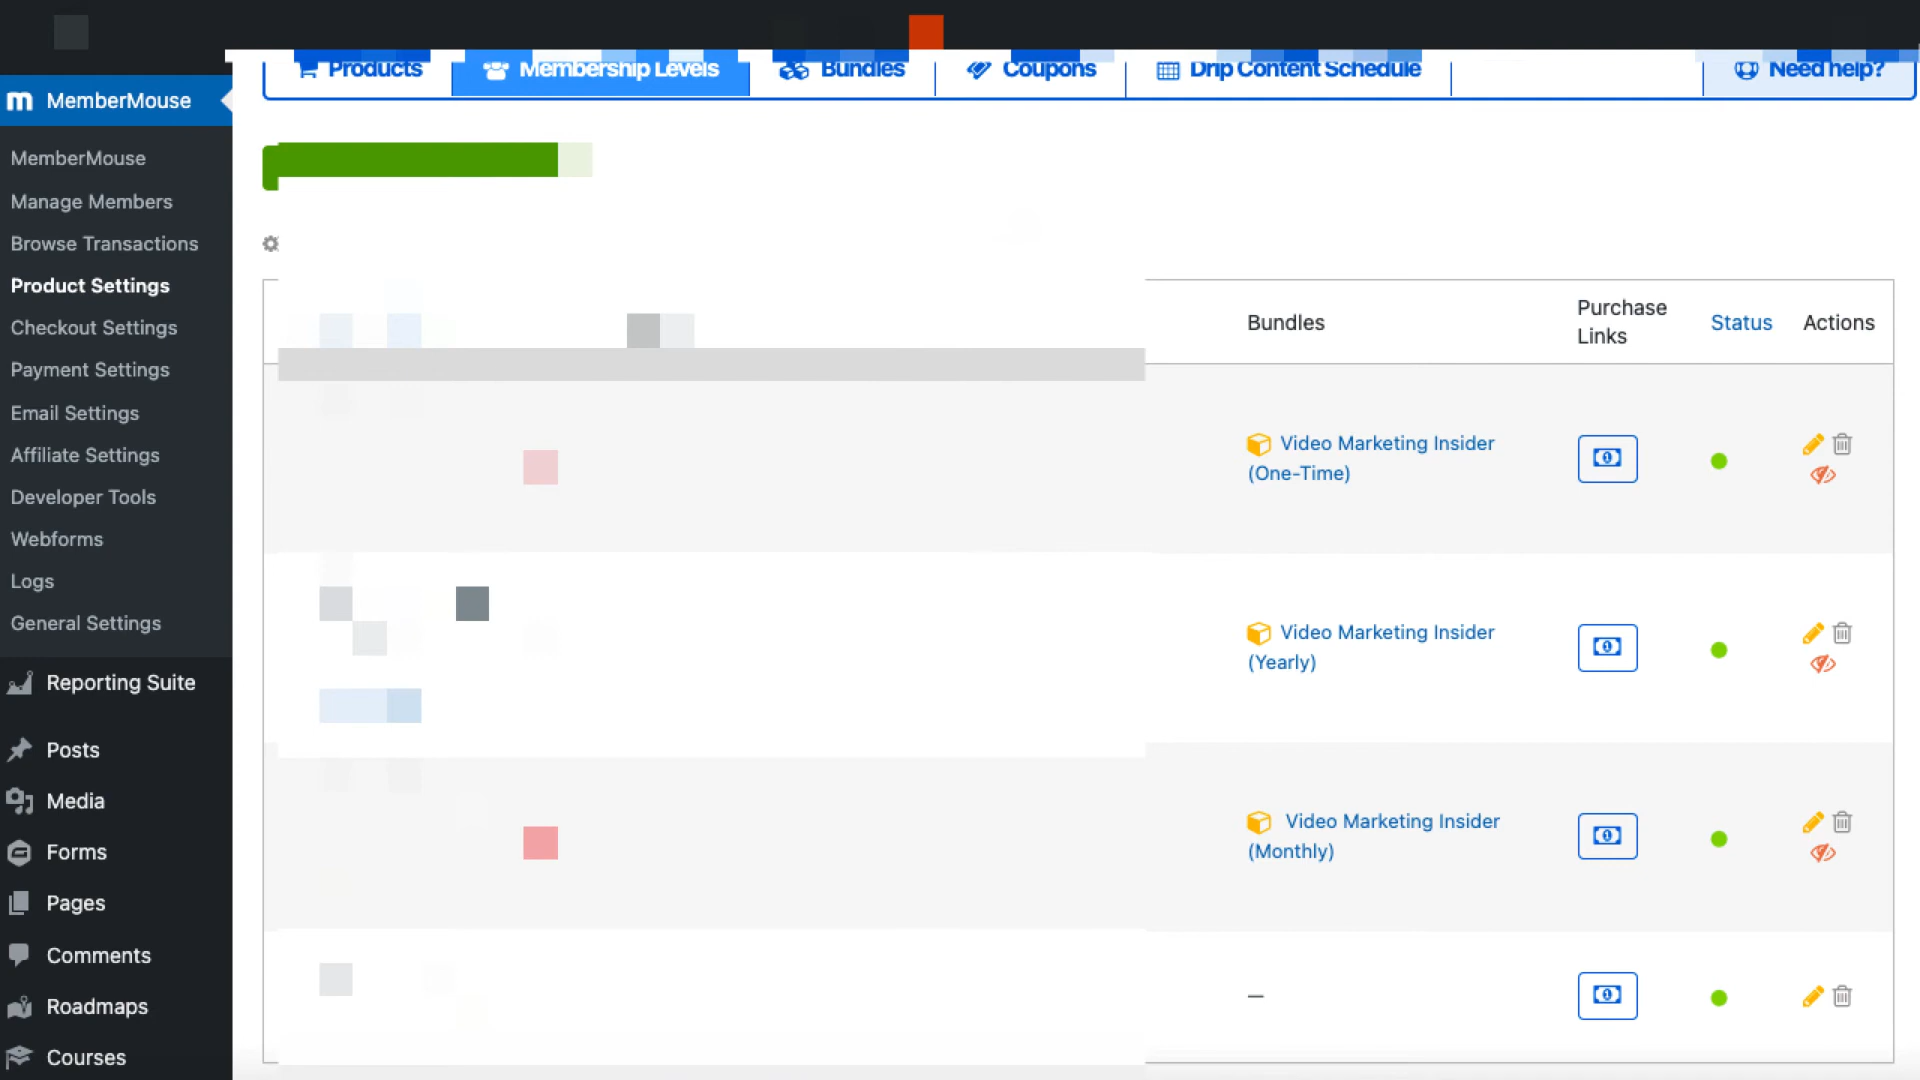 Products
Membership Levels
Bundles
Coupons
Drip Content Schedule
Need help?
MemberMouse
MemberMouse
Manage Members
Browse Transactions
Product Settings
Checkout Settings
Payment Settings
Email Settings
Affiliate Settings
Developer Tools
Webforms
Logs
General Settings
Reporting Suite
Posts
Media
Forms
Pages
Comments
Roadmaps
Courses
Bundles
Purchase
Links
Status
Actions
Video Marketing Insider
(One-Time)
Video Marketing Insider
(Yearly)
Video Marketing Insider
(Monthly)
—